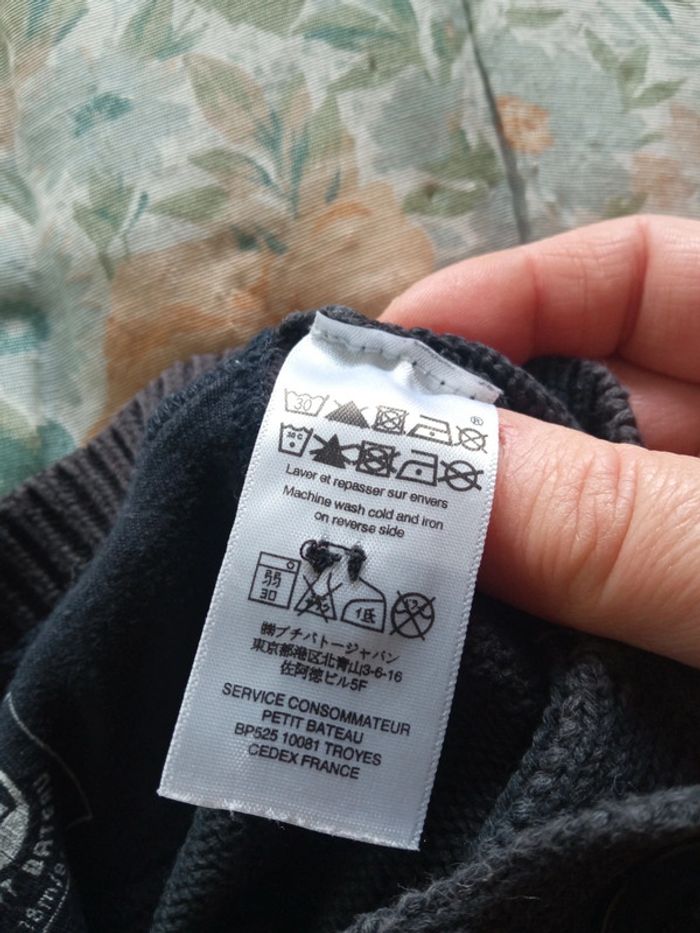 30
®
30 C
Laver et repasser sur envers
Machine wash cold and iron
on reverse side
弱
30
㈱プチバトージャパン
東京都港区北青山3-6-16
佐阿徳ビル5F
SERVICE CONSOMMATEUR
PETIT BATEAU
BP525 10081 TROYES
CEDEX FRANCE
18m/